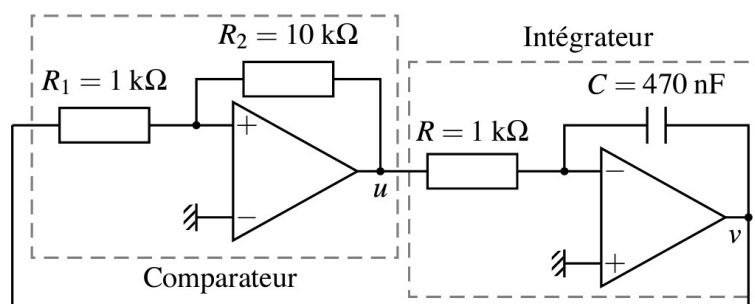 R₂ = 10 kΩ
Intégrateur
R₁ = 1 kΩ
C = 470 nF
+
R = 1 kΩ
−
u
−
v
+
Comparateur